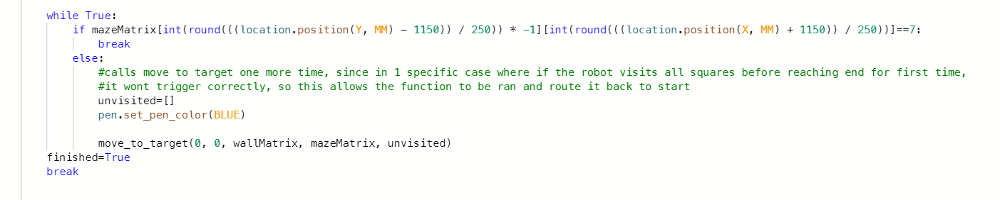 while True:
if mazeMatrix[int(round(((location.position(Y, MM) - 1150)) / 250)) * -1][int(round(((location.position(X, MM) + 1150)) / 250))]==7:
break
else:
#calls move to target one more time, since in 1 specific case where if the robot visits all squares before reaching end for first time,
#it wont trigger correctly, so this allows the function to be ran and route it back to start
unvisited=[]
pen.set_pen_color(BLUE)
move_to_target(0, 0, wallMatrix, mazeMatrix, unvisited)
finished=True
break